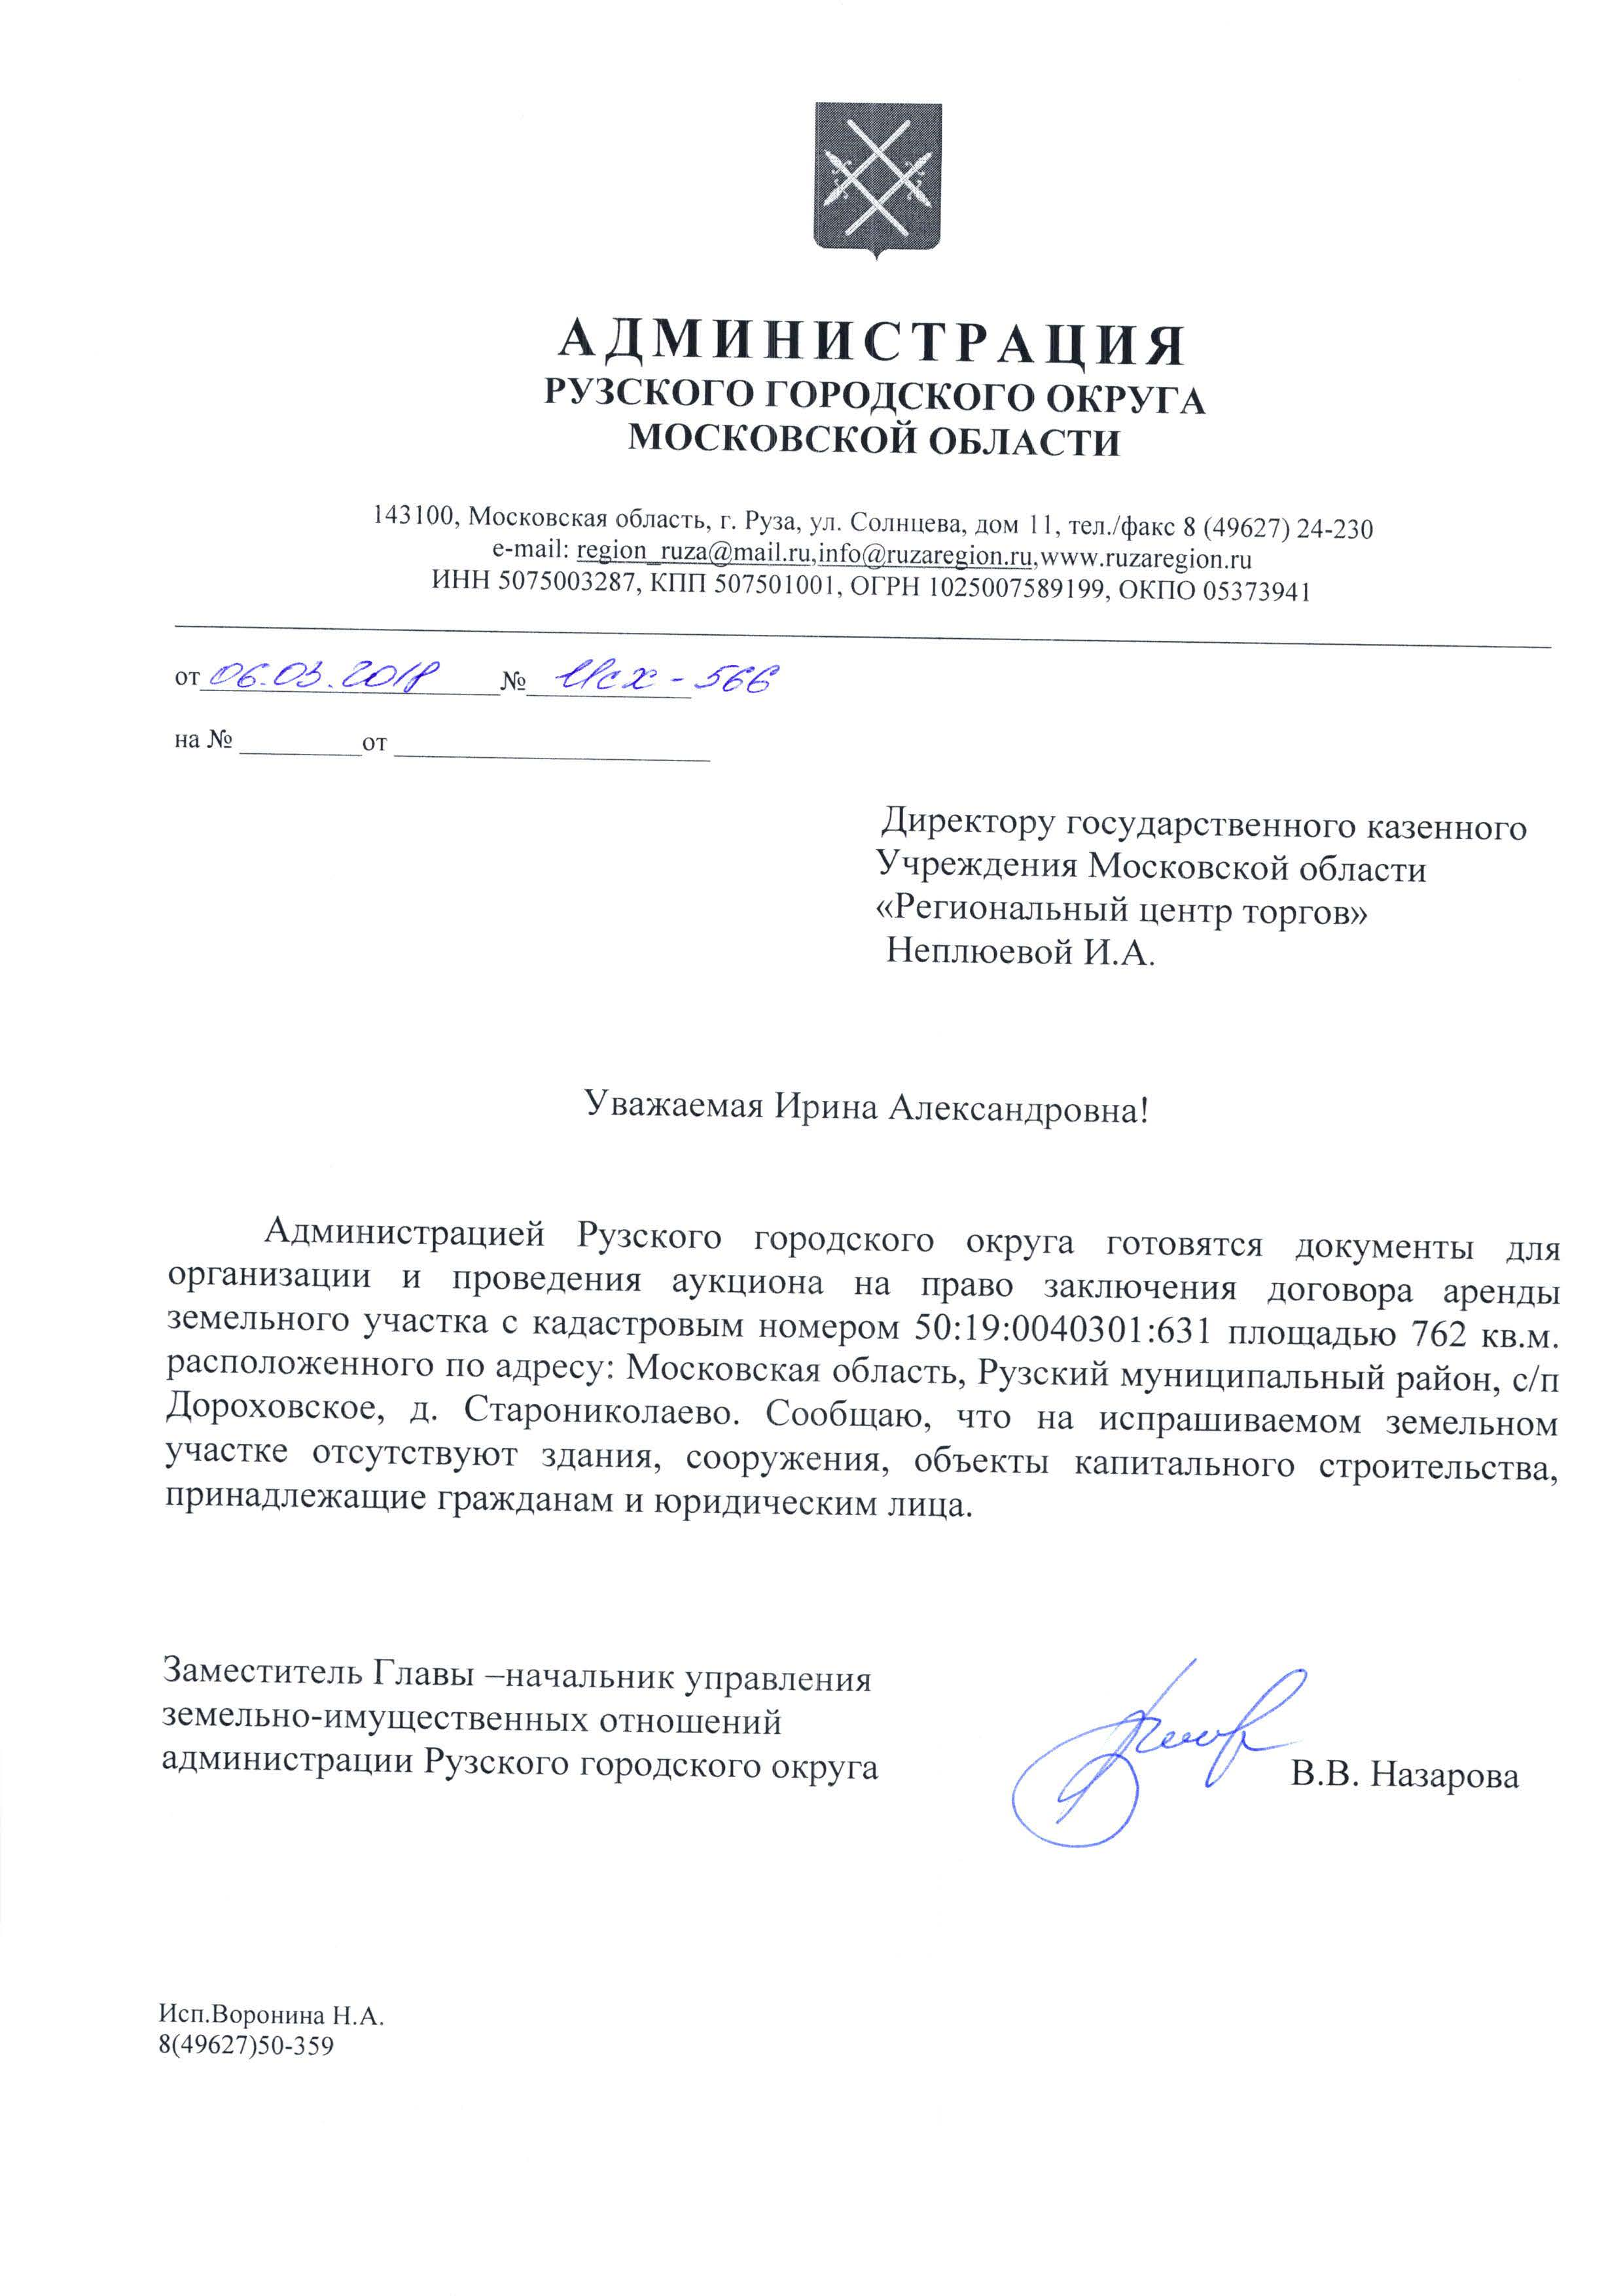 АДМИНИСТРАЦИЯ
РУЗСКОГО ГОРОДСКОГО ОКРУГА
МОСКОВСКОЙ ОБЛАСТИ
143100, Московская область, г. Руза, ул. Солнцева, дом 11, тел./факс 8 (49627) 24-230
e-mail: region_ruza@mail.ru,info@ruzaregion.ru,www.ruzaregion.ru
ИНН 5075003287, КПП 507501001, ОГРН 1025007589199, ОКПО 05373941
от 06.03.2018 № Исх - 566
на № __________от __________________________
Директору государственного казенного
Учреждения Московской области
«Региональный центр торгов»
Неплюевой И.А.
Уважаемая Ирина Александровна!
Администрацией Рузского городского округа готовятся документы для
организации и проведения аукциона на право заключения договора аренды
земельного участка с кадастровым номером 50:19:0040301:631 площадью 762 кв.м.
расположенного по адресу: Московская область, Рузский муниципальный район, с/п
Дороховское, д. Старониколаево. Сообщаю, что на испрашиваемом земельном
участке отсутствуют здания, сооружения, объекты капитального строительства,
принадлежащие гражданам и юридическим лица.
Заместитель Главы –начальник управления
земельно-имущественных отношений
администрации Рузского городского округа
В.В. Назарова
Исп.Воронина Н.А.
8(49627)50-359